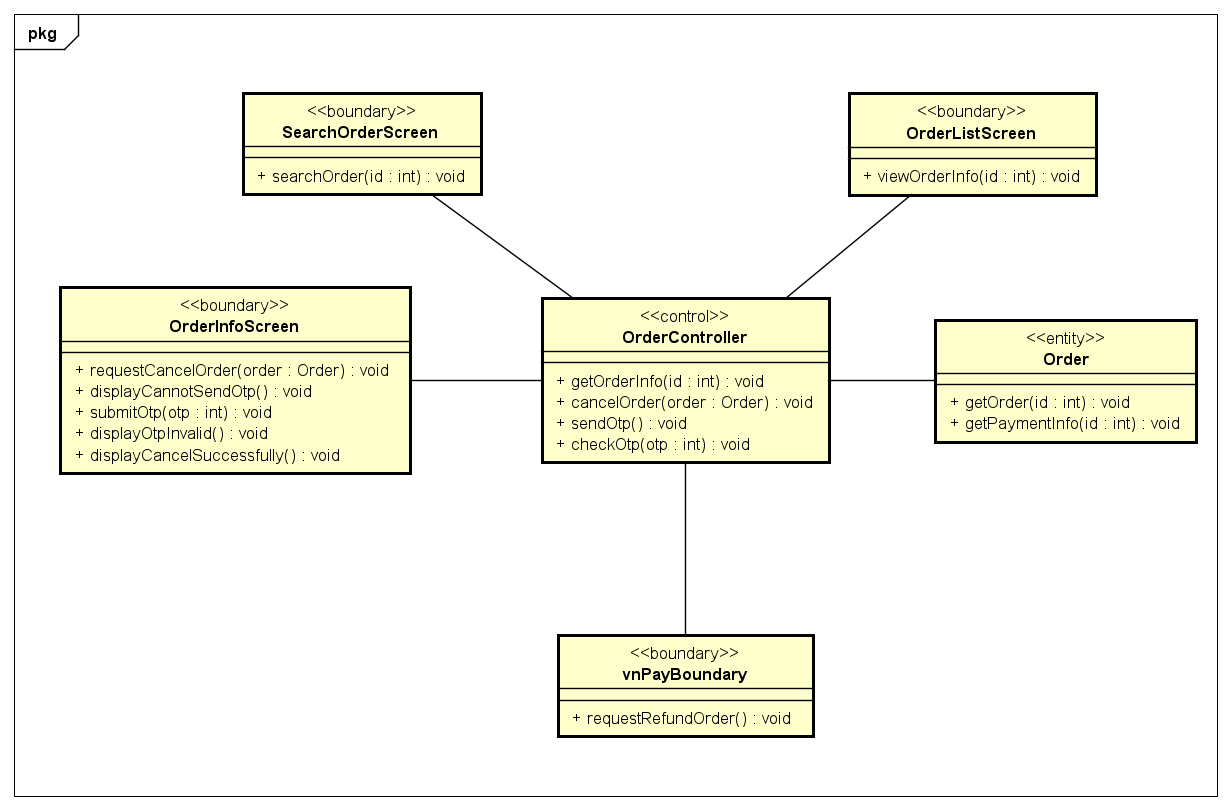 pkg
<<boundary>>
SearchOrderScreen
+ searchOrder(id : int) : void
<<boundary>>
OrderListScreen
+ viewOrderInfo(id : int) : void
<<boundary>>
OrderInfoScreen
+ requestCancelOrder(order : Order) : void
+ displayCannotSendOtp() : void
+ submitOtp(otp : int) : void
+ displayOtpInvalid() : void
+ displayCancelSuccessfully() : void
<<control>>
OrderController
+ getOrderInfo(id : int) : void
+ cancelOrder(order : Order) : void
+ sendOtp() : void
+ checkOtp(otp : int) : void
<<entity>>
Order
+ getOrder(id : int) : void
+ getPaymentInfo(id : int) : void
<<boundary>>
vnPayBoundary
+ requestRefundOrder() : void